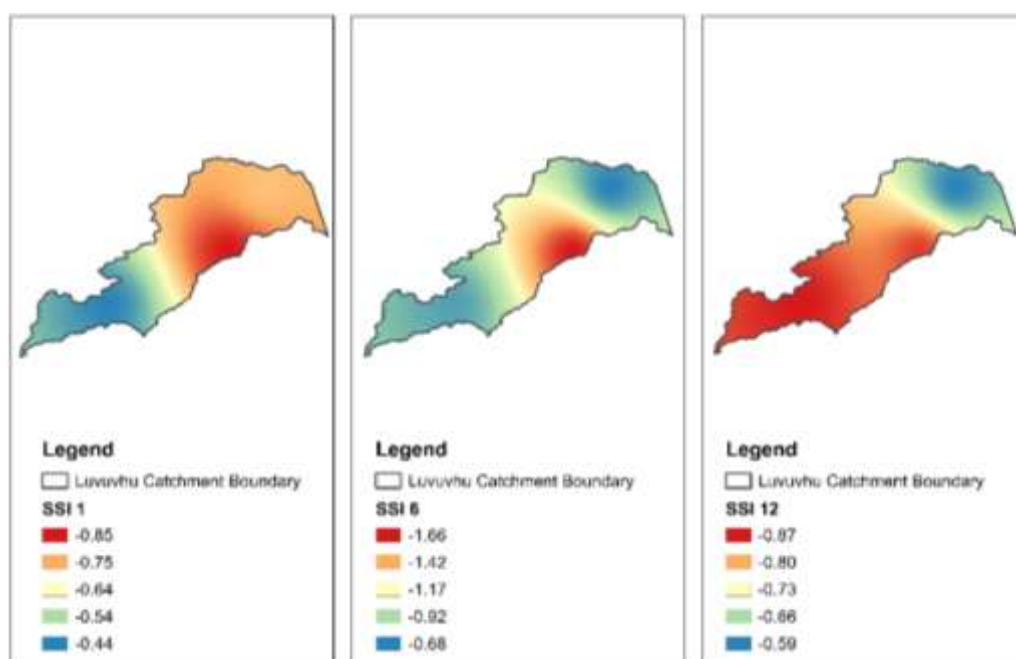 Legend
Luvuvhu Catchment Boundary
SSI 1
-0.85
-0.75
-0.64
-0.54
-0.44
Legend
Luvuvhu Catchment Boundary
SSI 6
-1.66
-1.42
-1.17
-0.92
-0.68
Legend
Luvuvhu Catchment Boundary
SSI 12
-0.87
-0.80
-0.73
-0.66
-0.59